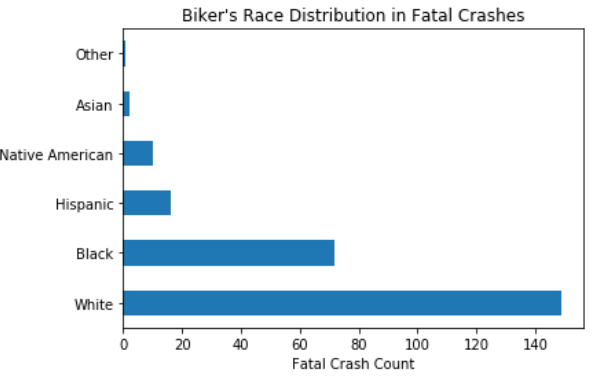 Biker's Race Distribution in Fatal Crashes
Other
Asian
Native American
Hispanic
Black
White
0 20 40 60 80 100 120 140
Fatal Crash Count